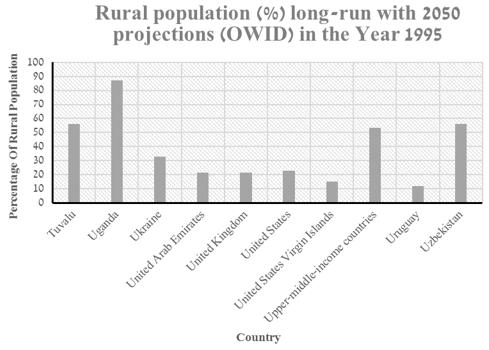 Rural population (%) long-run with 2050
projections (OWID) in the Year 1995
Percentage Of Rural Population
100
90
80
70
60
50
40
30
20
10
0
Tuvalu
Uganda
Ukraine
United Arab Emirates
United Kingdom
United States
United States Virgin Islands
Upper-middle-income countries
Uruguay
Uzbekistan
Country